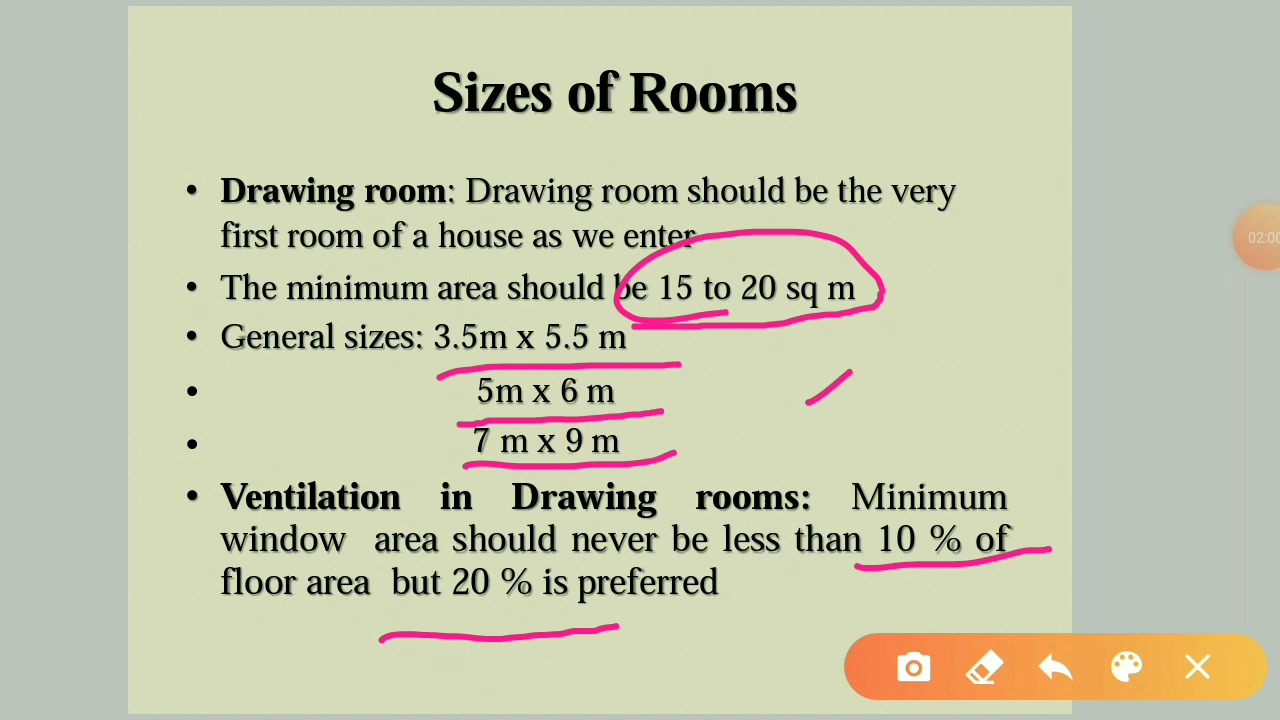 Sizes of Rooms
• Drawing room: Drawing room should be the very
first room of a house as we enter
• The minimum area should be 15 to 20 sq m
• General sizes: 3.5m x 5.5 m
• 5m x 6 m
• 7 m x 9 m
• Ventilation in Drawing rooms: Minimum
window area should never be less than 10 % of
floor area but 20 % is preferred
02:00